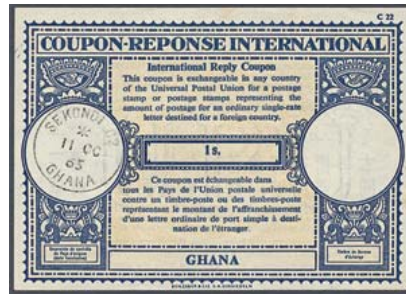 C 22
COUPON-REPONSE INTERNATIONAL
International Reply Coupon
This coupon is exchangeable in any country
of the Universal Postal Union for a postage
stamp or postage stamps representing the
amount of postage for an ordinary single-rate
letter destined for a foreign country.
SEKONDI
11 OC
65
GHANA
1s.
Ce coupon est échangeable dans
tous les Pays de l'Union postale universelle
contre un timbre-poste ou des timbres-poste
représentant le montant de l'affranchissement
d'une lettre ordinaire de port simple à desti-
nation de l'étranger.
GHANA